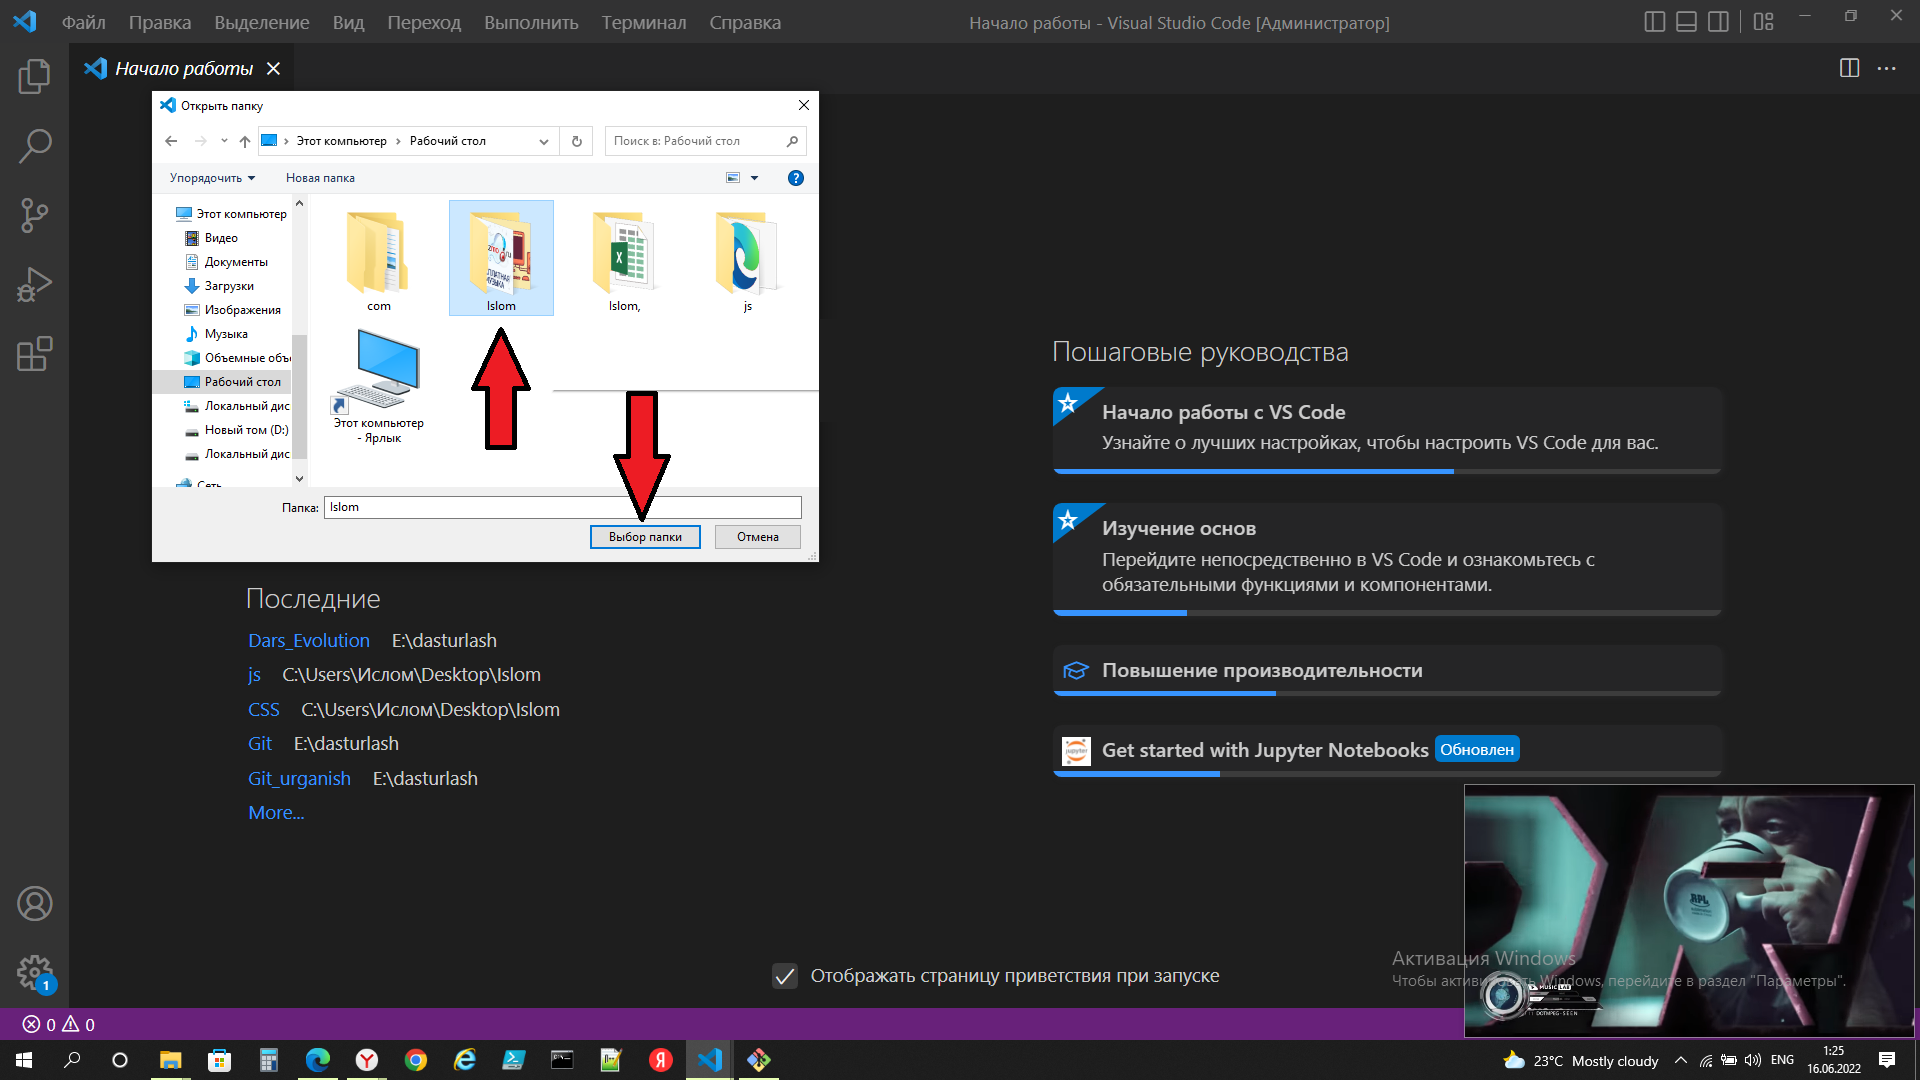 Файл Правка Выделение Вид Переход Выполнить Терминал Справка
Начало работы - Visual Studio Code [Администратор]
Начало работы
Открыть папку
Этот компьютер › Рабочий стол
Поиск в: Рабочий стол
Упорядочить
Новая папка
Этот компьютер
Видео
Документы
Загрузки
Изображения
Музыка
Объемные объ
Рабочий стол
Локальный дис
Новый том (D:)
Локальный дис
Сеть
com
Islom
Islom,
js
Этот компьютер
- Ярлык
Папка:
Islom
Выбор папки
Отмена
Последние
Dars_Evolution E:\dasturlash
js C:\Users\Ислом\Desktop\Islom
CSS C:\Users\Ислом\Desktop\Islom
Git E:\dasturlash
Git_urganish E:\dasturlash
More...
Пошаговые руководства
Начало работы с VS Code
Узнайте о лучших настройках, чтобы настроить VS Code для вас.
Изучение основ
Перейдите непосредственно в VS Code и ознакомьтесь с
обязательными функциями и компонентами.
Повышение производительности
Get started with Jupyter Notebooks Обновлен
Отображать страницу приветствия при запуске
Активация Windows
Чтобы активировать Windows, перейдите в раздел "Параметры".
RPL
1
0 0
23°C Mostly cloudy
ENG
1:25
16.06.2022